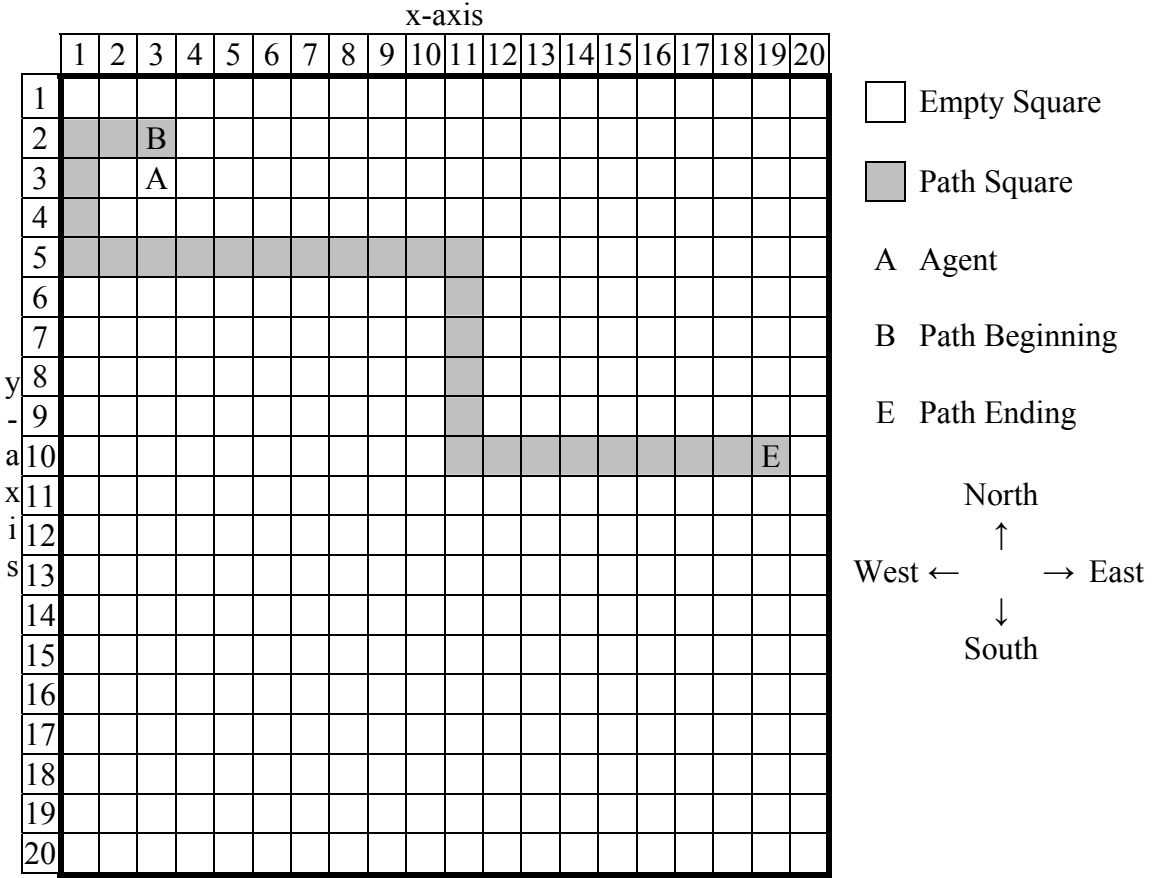 x-axis
1 2 3 4 5 6 7 8 9 10 11 12 13 14 15 16 17 18 19 20
1
2 B
3 A
4
5
6
7
8
9
10 E
11
12
13
14
15
16
17
18
19
20
y-axis
Empty Square
Path Square
A Agent
B Path Beginning
E Path Ending
North
↑
West ← → East
↓
South